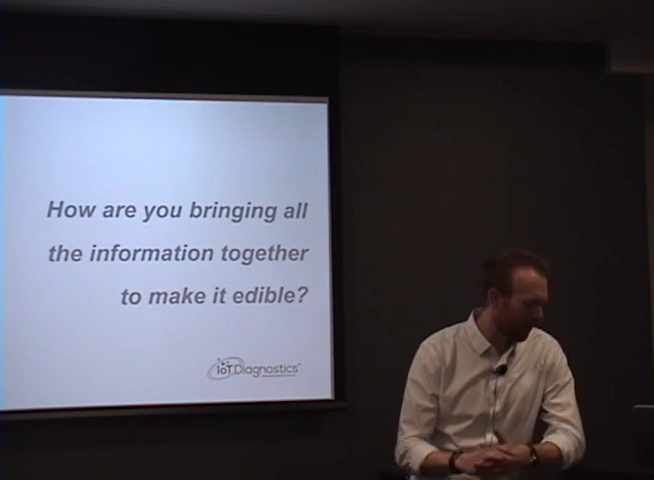 How are you bringing all
the information together
to make it edible?
IoT Diagnostics